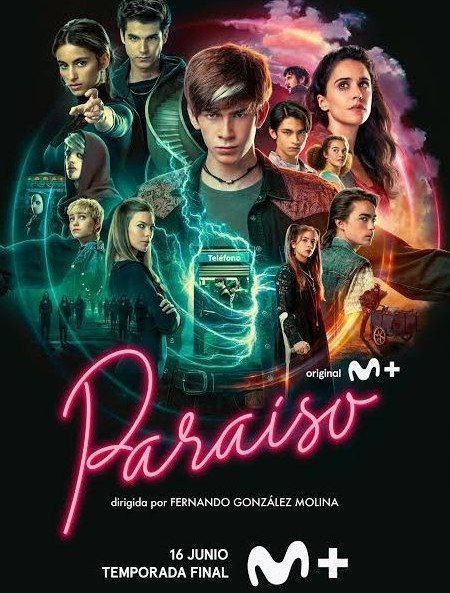 Teléfono
original M+
Paraíso
dirigida por FERNANDO GONZÁLEZ MOLINA
16 JUNIO
TEMPORADA FINAL
M+